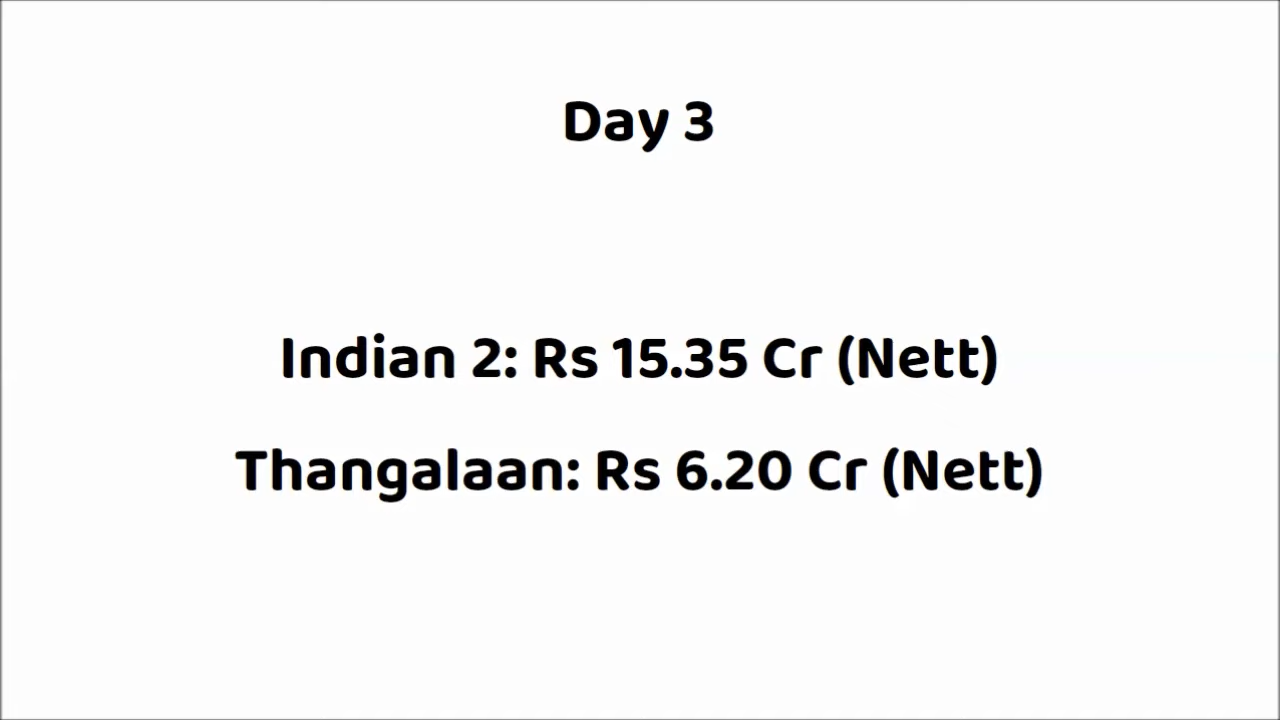 Day 3
Indian 2: Rs 15.35 Cr (Nett)
Thangalaan: Rs 6.20 Cr (Nett)